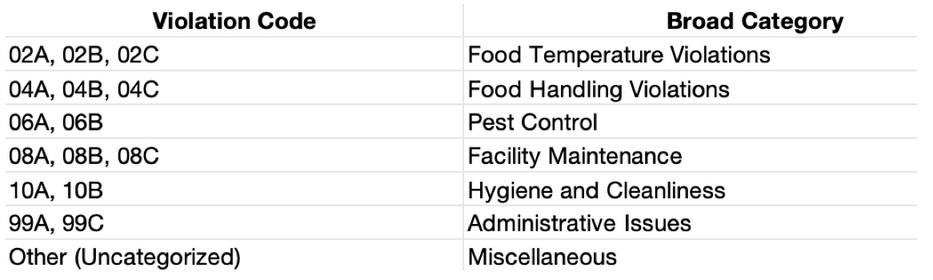 Violation Code Broad Category
02A, 02B, 02C Food Temperature Violations
04A, 04B, 04C Food Handling Violations
06A, 06B Pest Control
08A, 08B, 08C Facility Maintenance
10A, 10B Hygiene and Cleanliness
99A, 99C Administrative Issues
Other (Uncategorized) Miscellaneous